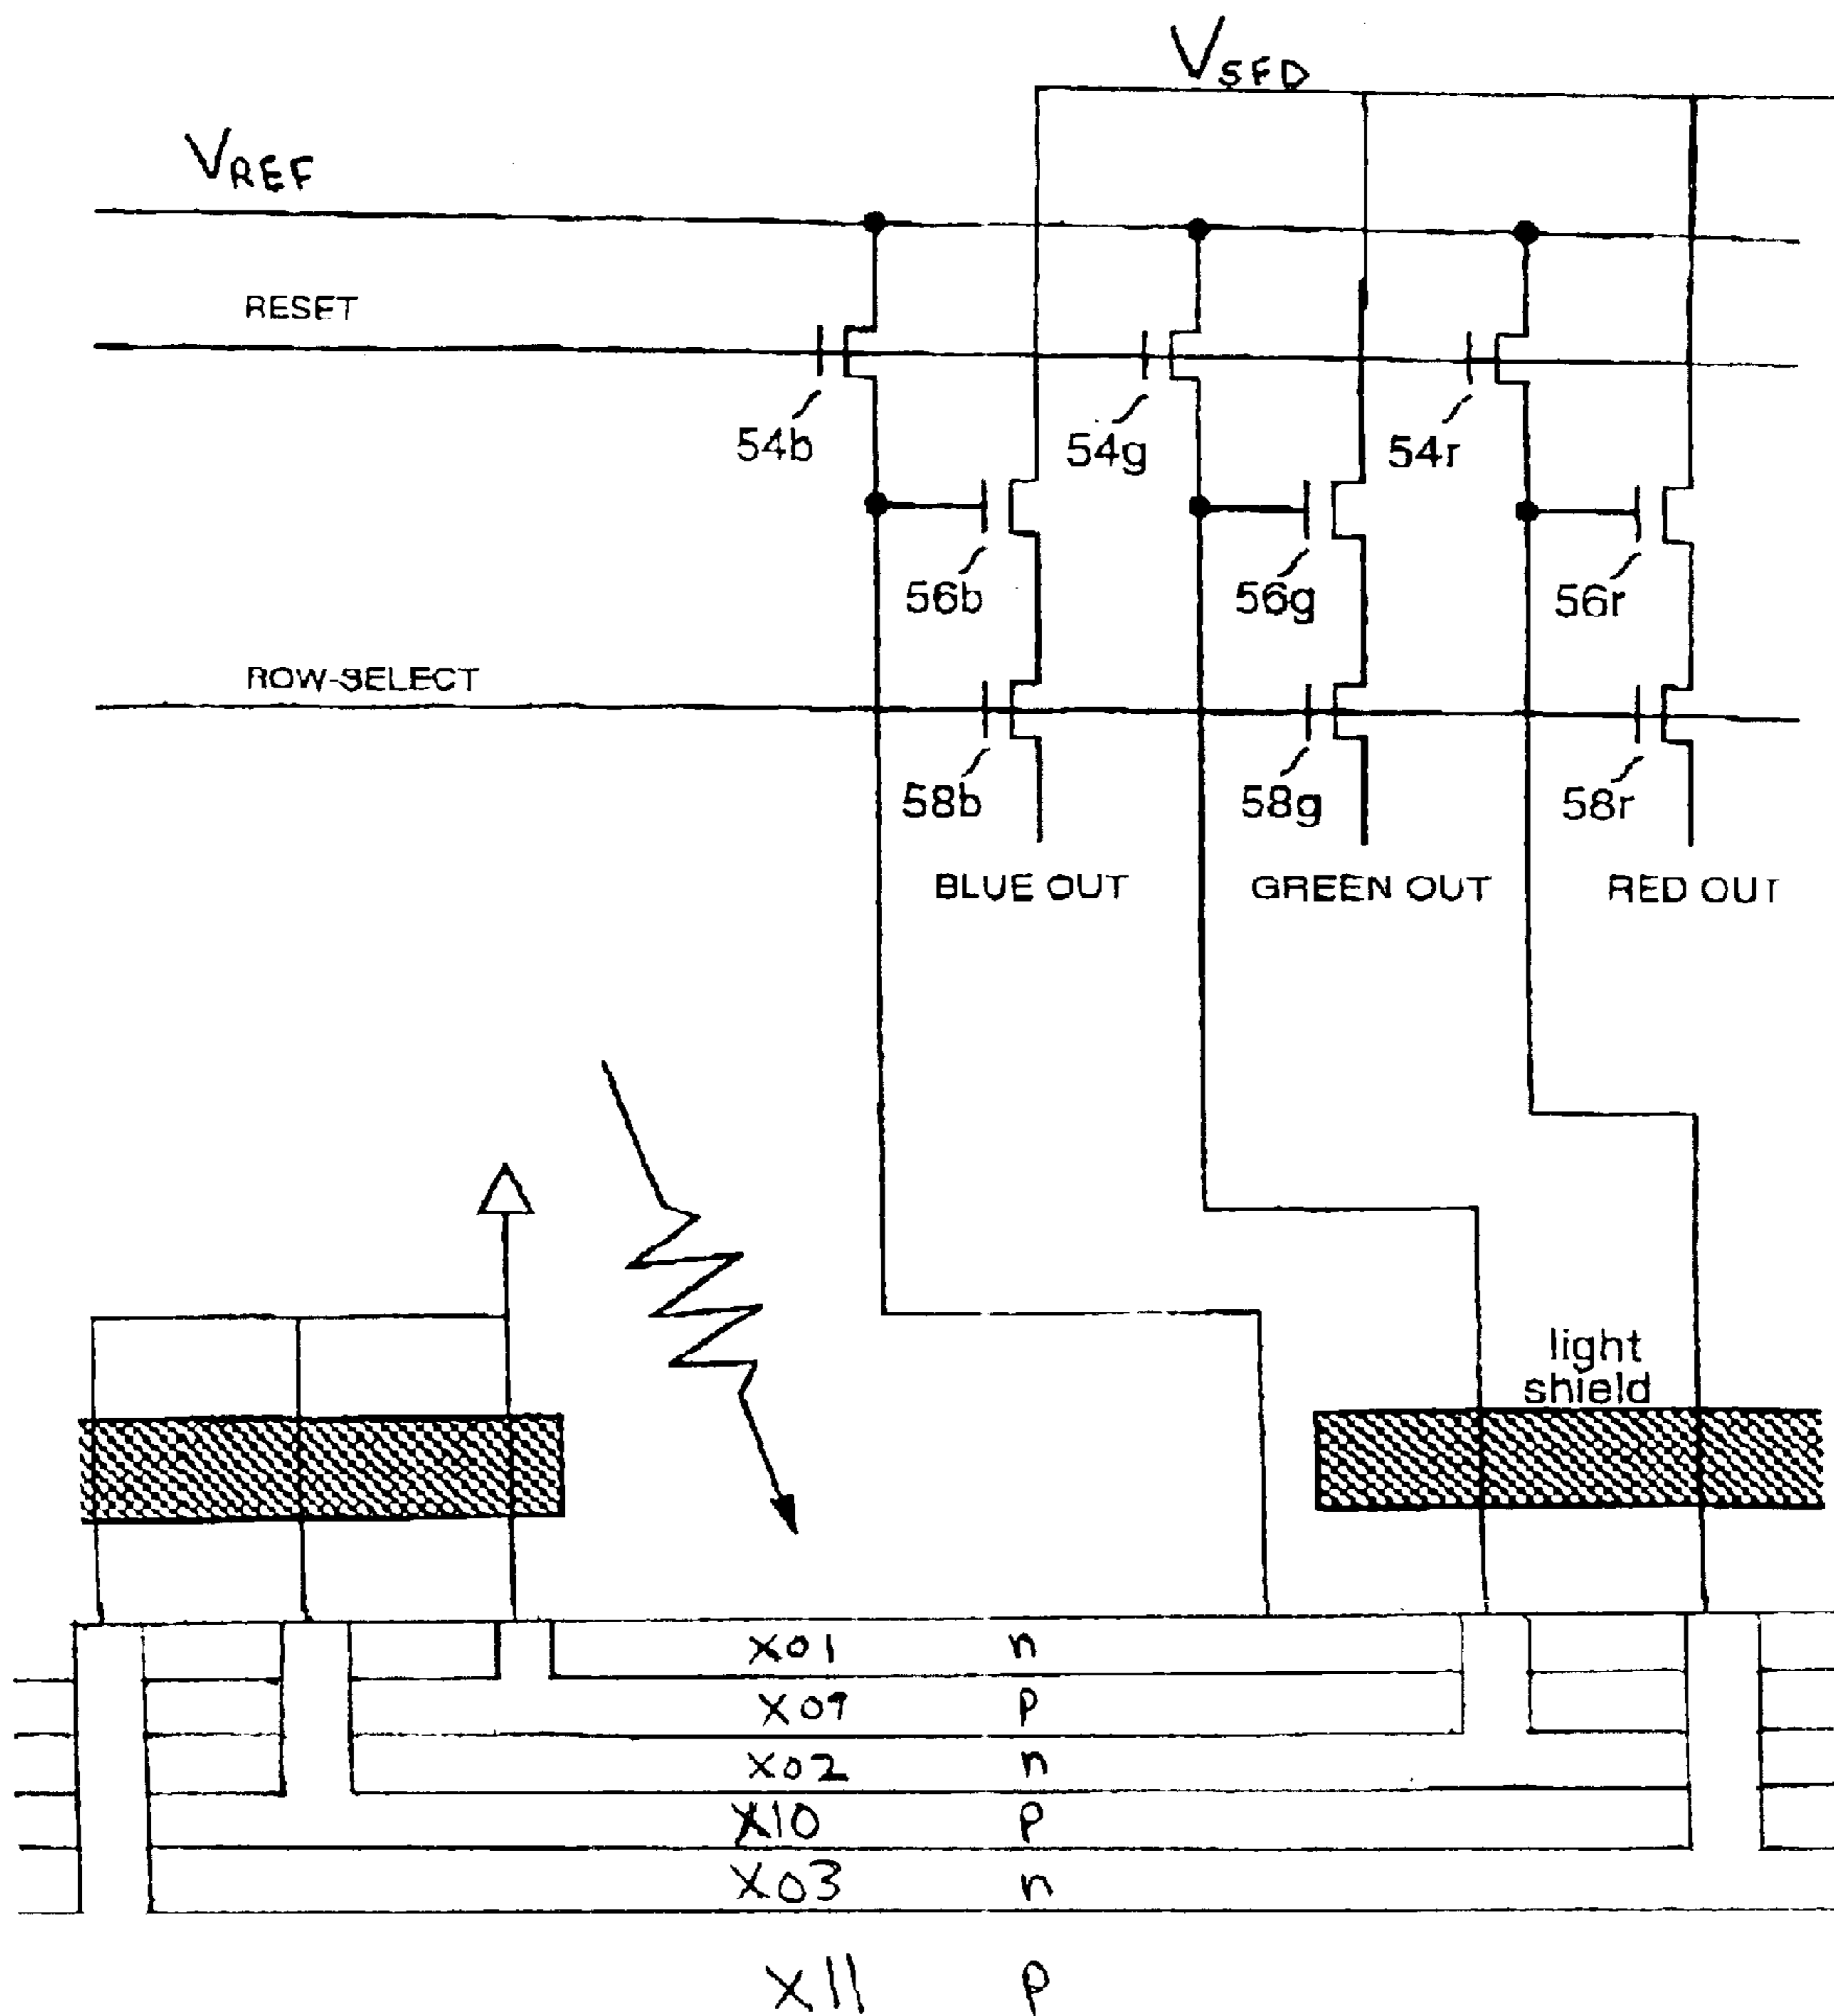 VSFD
VREF
RESET
54b 54g 54r
56b 56g 56r
ROW-SELECT
58b 58g 58r
BLUE OUT GREEN OUT RED OUT
light
shield
X01 n
X09 p
X02 n
X10 p
X03 n
X11 p